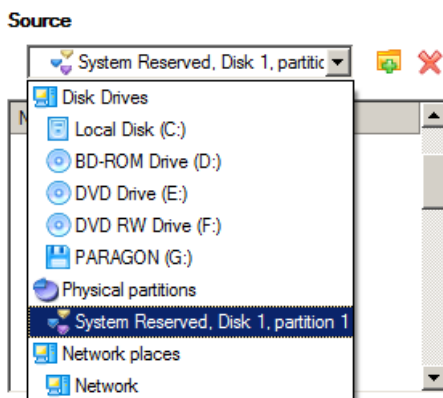 Source
System Reserved, Disk 1, partitic
N
Disk Drives
Local Disk (C:)
BD-ROM Drive (D:)
DVD Drive (E:)
DVD RW Drive (F:)
PARAGON (G:)
Physical partitions
System Reserved, Disk 1, partition 1
Network places
Network